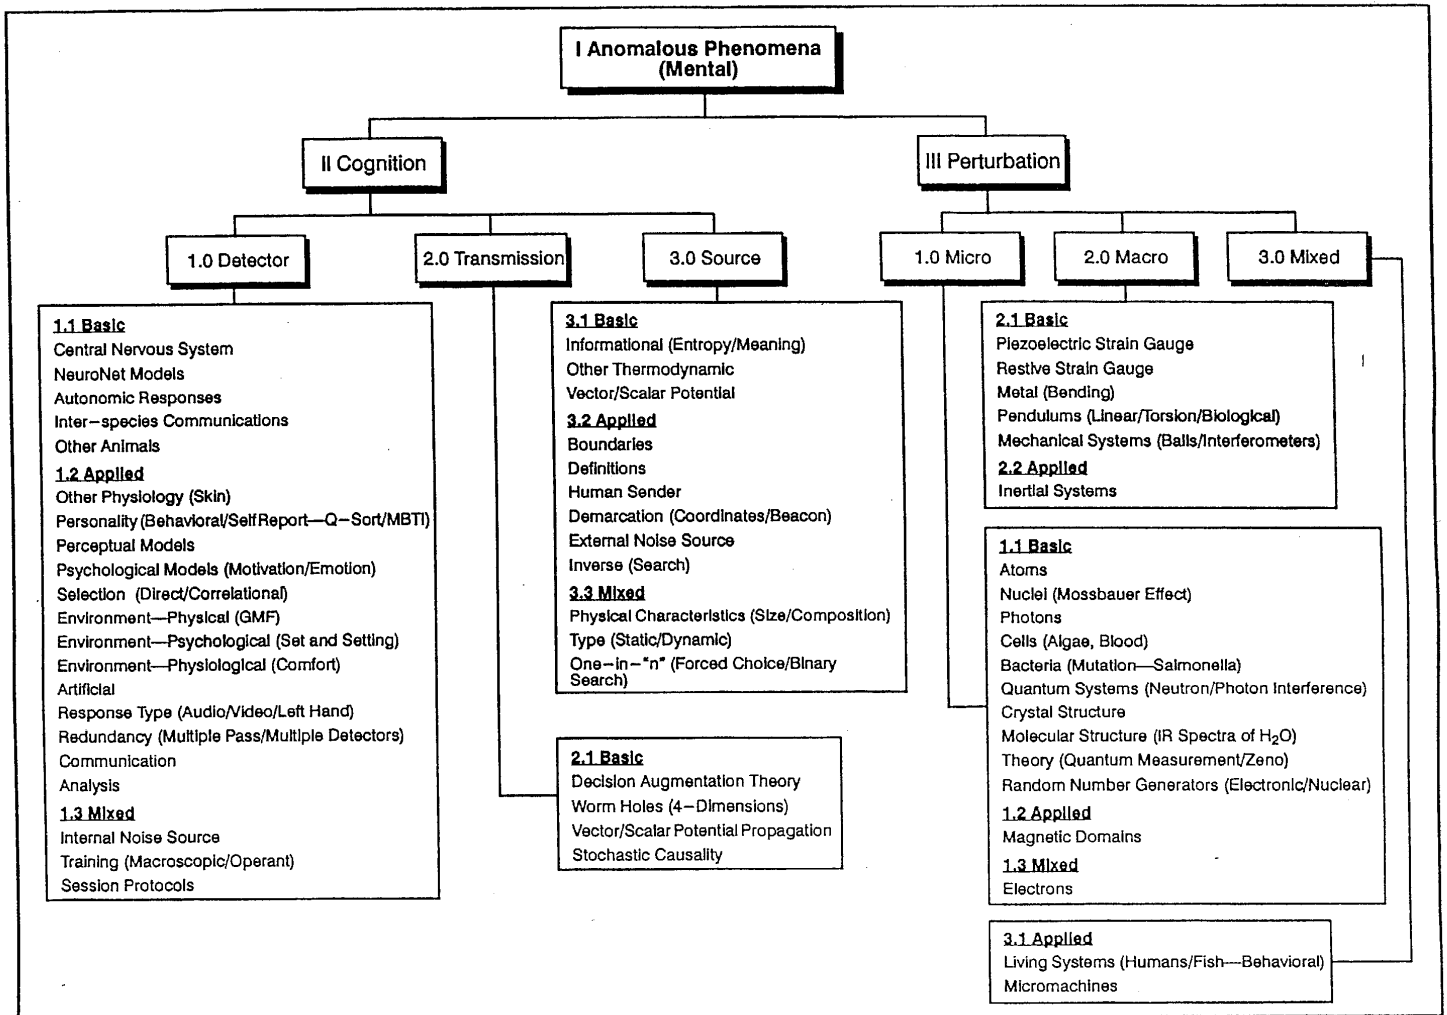 I Anomalous Phenomena
(Mental)
II Cognition
III Perturbation
1.0 Detector
2.0 Transmission
3.0 Source
1.0 Micro
2.0 Macro
3.0 Mixed
1.1 Basic
Central Nervous System
NeuroNet Models
Autonomic Responses
Inter-species Communications
Other Animals
1.2 Applied
Other Physiology (Skin)
Personality (Behavioral/Self Report—Q-Sort/MBTI)
Perceptual Models
Psychological Models (Motivation/Emotion)
Selection (Direct/Correlational)
Environment—Physical (GMF)
Environment—Psychological (Set and Setting)
Environment—Physiological (Comfort)
Artificial
Response Type (Audio/Video/Left Hand)
Redundancy (Multiple Pass/Multiple Detectors)
Communication
Analysis
1.3 Mixed
Internal Noise Source
Training (Macroscopic/Operant)
Session Protocols
3.1 Basic
Informational (Entropy/Meaning)
Other Thermodynamic
Vector/Scalar Potential
3.2 Applied
Boundaries
Definitions
Human Sender
Demarcation (Coordinates/Beacon)
External Noise Source
Inverse (Search)
3.3 Mixed
Physical Characteristics (Size/Composition)
Type (Static/Dynamic)
One-in-"n" (Forced Choice/Binary
Search)
2.1 Basic
Decision Augmentation Theory
Worm Holes (4-Dimensions)
Vector/Scalar Potential Propagation
Stochastic Causality
2.1 Basic
Piezoelectric Strain Gauge
Restive Strain Gauge
Metal (Bending)
Pendulums (Linear/Torsion/Biological)
Mechanical Systems (Balls/Interferometers)
2.2 Applied
Inertial Systems
1.1 Basic
Atoms
Nuclei (Mossbauer Effect)
Photons
Cells (Algae, Blood)
Bacteria (Mutation—Salmonella)
Quantum Systems (Neutron/Photon Interference)
Crystal Structure
Molecular Structure (IR Spectra of H₂O)
Theory (Quantum Measurement/Zeno)
Random Number Generators (Electronic/Nuclear)
1.2 Applied
Magnetic Domains
1.3 Mixed
Electrons
3.1 Applied
Living Systems (Humans/Fish—Behavioral)
Micromachines